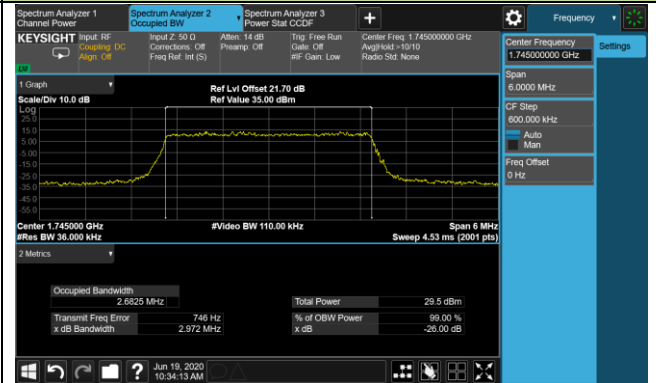 Spectrum Analyzer 1
Channel Power
Spectrum Analyzer 2
Occupied BW
Spectrum Analyzer 3
Power Stat CCDF
Frequency
KEYSIGHT
Input: RF
Coupling: DC
Align: Off
Input Z: 50 Ω
Corrections: Off
Freq Ref: Int (S)
Atten: 14 dB
Preamp: Off
Trig: Free Run
Gate: Off
#IF Gain: Low
Center Freq: 1.745000000 GHz
Avg|Hold:>10/10
Radio Std: None
Center Frequency
1.745000000 GHz
Settings
Span
6.0000 MHz
CF Step
600.000 kHz
Auto
Man
Freq Offset
0 Hz
1 Graph
Scale/Div 10.0 dB
Ref Lvl Offset 21.70 dB
Ref Value 35.00 dBm
Log
25.0
15.0
5.00
-5.00
-15.0
-25.0
-35.0
-45.0
-55.0
Center 1.745000 GHz
#Video BW 110.00 kHz
Span 6 MHz
#Res BW 36.000 kHz
Sweep 4.53 ms (2001 pts)
2 Metrics
Occupied Bandwidth
2.6825 MHz
Total Power 29.5 dBm
Transmit Freq Error 746 Hz
% of OBW Power 99.00 %
x dB Bandwidth 2.972 MHz
x dB -26.00 dB
Jun 19, 2020
10:34:13 AM